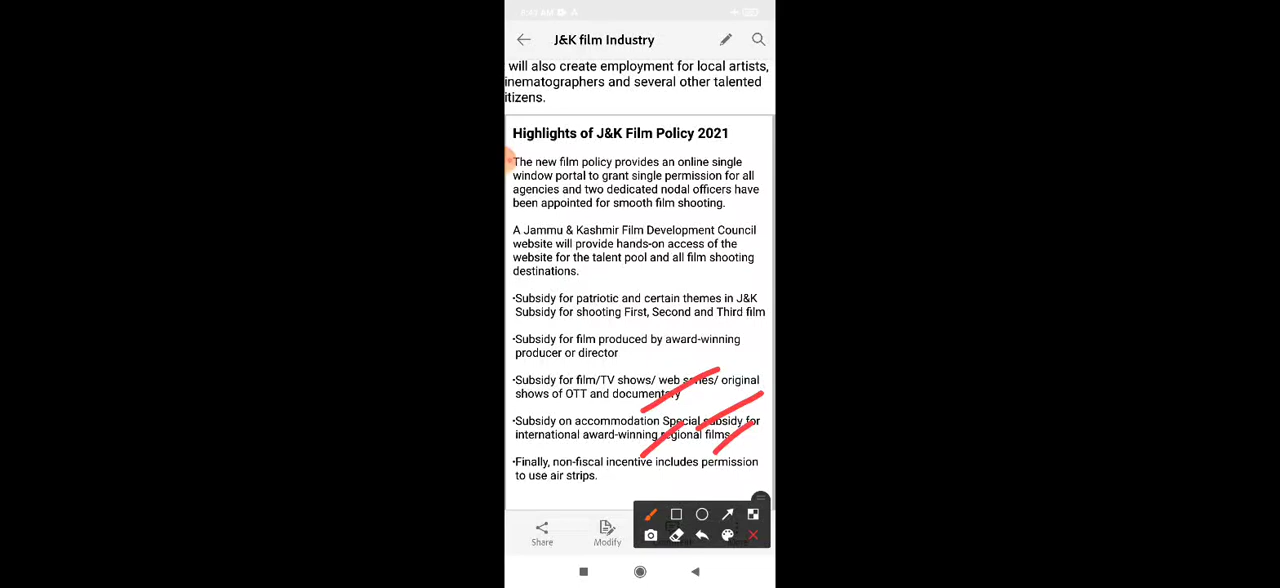 8:43 AM
J&K film Industry
will also create employment for local artists,
inematographers and several other talented
itizens.
Highlights of J&K Film Policy 2021
The new film policy provides an online single
window portal to grant single permission for all
agencies and two dedicated nodal officers have
been appointed for smooth film shooting.
A Jammu & Kashmir Film Development Council
website will provide hands-on access of the
website for the talent pool and all film shooting
destinations.
·Subsidy for patriotic and certain themes in J&K
Subsidy for shooting First, Second and Third film
·Subsidy for film produced by award-winning
producer or director
·Subsidy for film/TV shows/ web series/ original
shows of OTT and documentary
·Subsidy on accommodation Special subsidy for
international award-winning regional films
·Finally, non-fiscal incentive includes permission
to use air strips.
Share
Modify